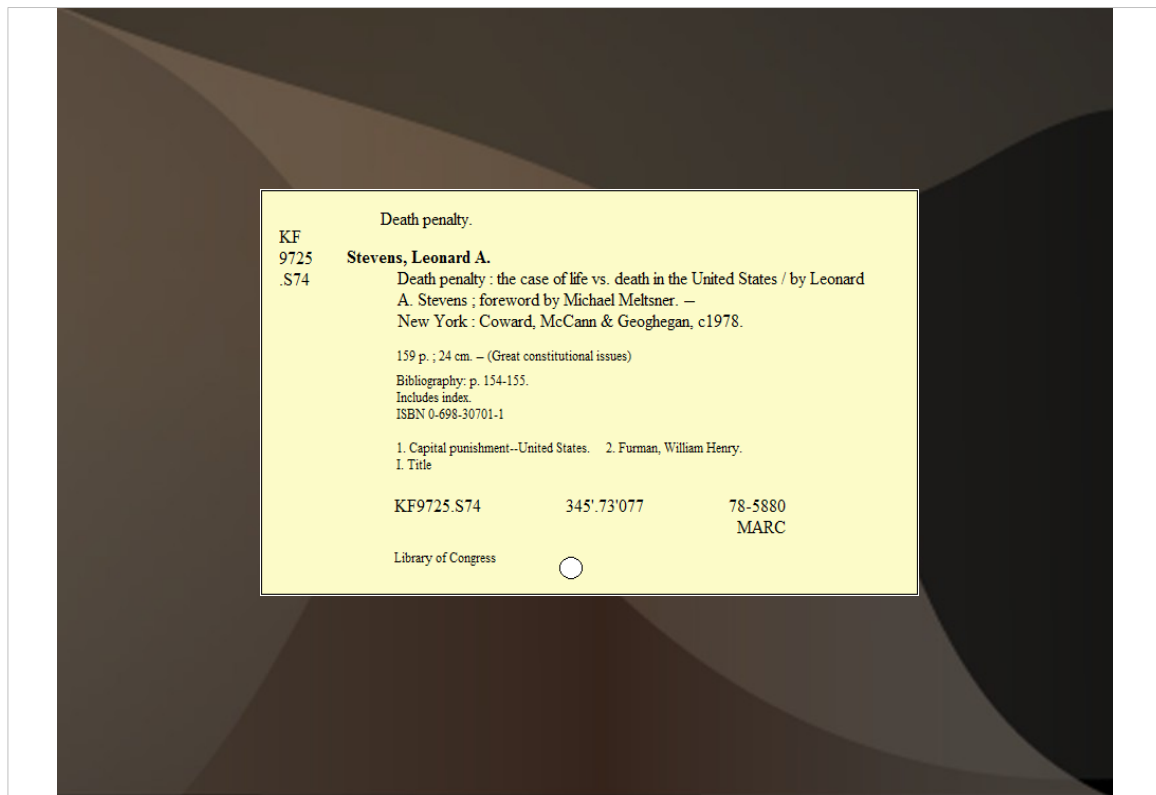 Death penalty.
KF
9725
.S74
Stevens, Leonard A.
Death penalty : the case of life vs. death in the United States / by Leonard
A. Stevens ; foreword by Michael Meltsner. –
New York : Coward, McCann & Geoghegan, c1978.
159 p. ; 24 cm. – (Great constitutional issues)
Bibliography: p. 154-155.
Includes index.
ISBN 0-698-30701-1
1. Capital punishment--United States. 2. Furman, William Henry.
I. Title
KF9725.S74 345'.73'077 78-5880
MARC
Library of Congress